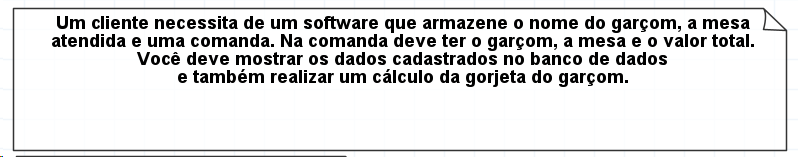 Um cliente necessita de um software que armazene o nome do garçom, a mesa
atendida e uma comanda. Na comanda deve ter o garçom, a mesa e o valor total.
Você deve mostrar os dados cadastrados no banco de dados
e também realizar um cálculo da gorjeta do garçom.